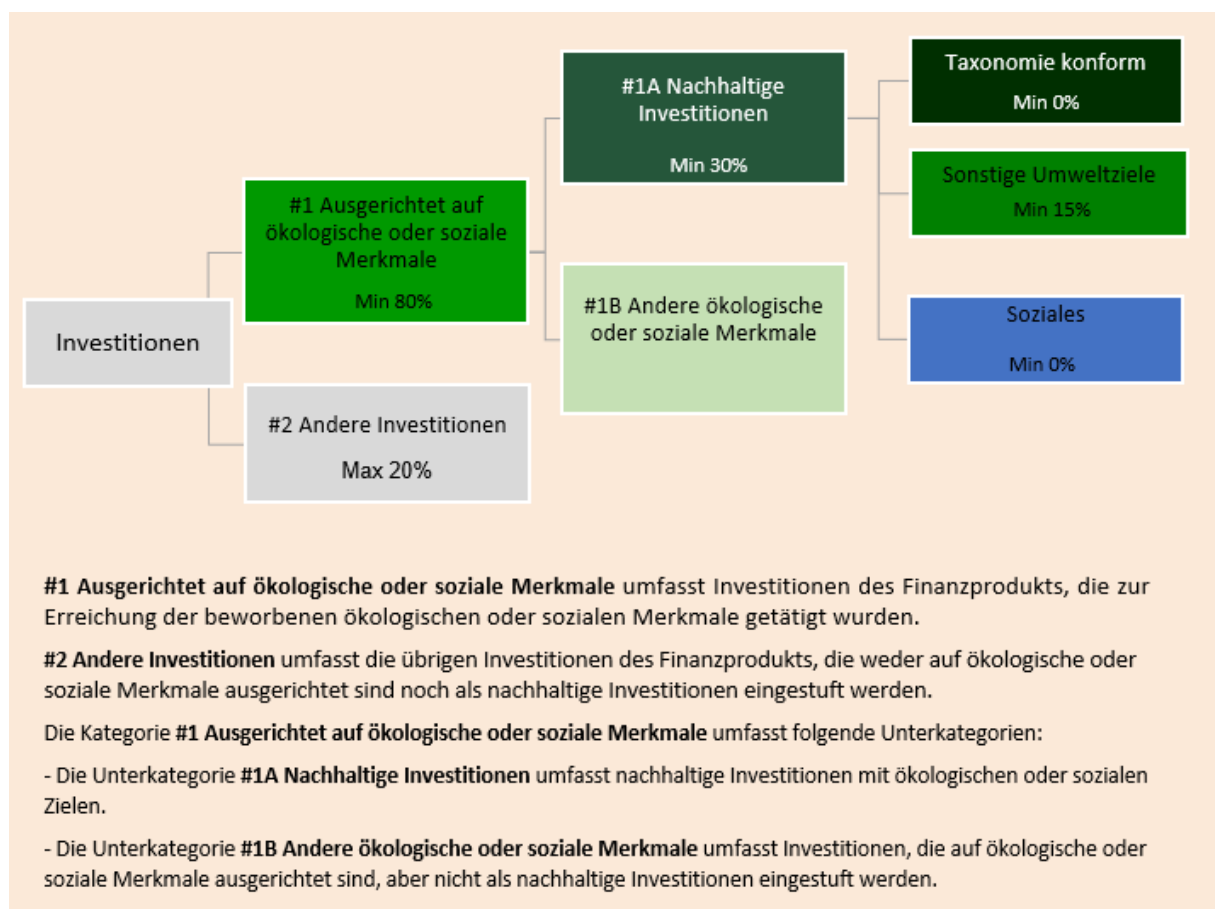 Investitionen
#1 Ausgerichtet auf
ökologische oder soziale
Merkmale
Min 80%
#2 Andere Investitionen
Max 20%
#1A Nachhaltige
Investitionen
Min 30%
#1B Andere ökologische
oder soziale Merkmale
Taxonomie konform
Min 0%
Sonstige Umweltziele
Min 15%
Soziales
Min 0%
#1 Ausgerichtet auf ökologische oder soziale Merkmale umfasst Investitionen des Finanzprodukts, die zur
Erreichung der beworbenen ökologischen oder sozialen Merkmale getätigt wurden.
#2 Andere Investitionen umfasst die übrigen Investitionen des Finanzprodukts, die weder auf ökologische oder
soziale Merkmale ausgerichtet sind noch als nachhaltige Investitionen eingestuft werden.
Die Kategorie #1 Ausgerichtet auf ökologische oder soziale Merkmale umfasst folgende Unterkategorien:
- Die Unterkategorie #1A Nachhaltige Investitionen umfasst nachhaltige Investitionen mit ökologischen oder sozialen
Zielen.
- Die Unterkategorie #1B Andere ökologische oder soziale Merkmale umfasst Investitionen, die auf ökologische oder
soziale Merkmale ausgerichtet sind, aber nicht als nachhaltige Investitionen eingestuft werden.